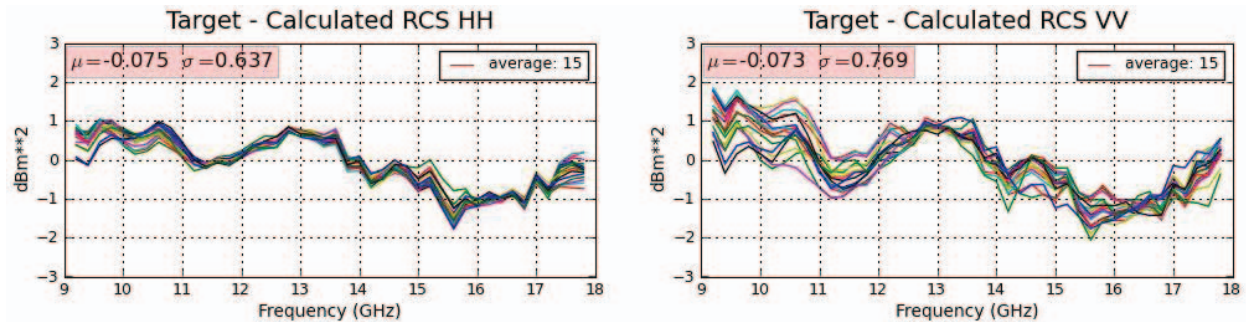 Target - Calculated RCS HH
μ=-0.075 σ=0.637
average: 15
dBm**2
3
2
1
0
−1
−2
−3
9 10 11 12 13 14 15 16 17 18
Frequency (GHz)
Target - Calculated RCS VV
μ=-0.073 σ=0.769
average: 15
dBm**2
3
2
1
0
−1
−2
−3
9 10 11 12 13 14 15 16 17 18
Frequency (GHz)